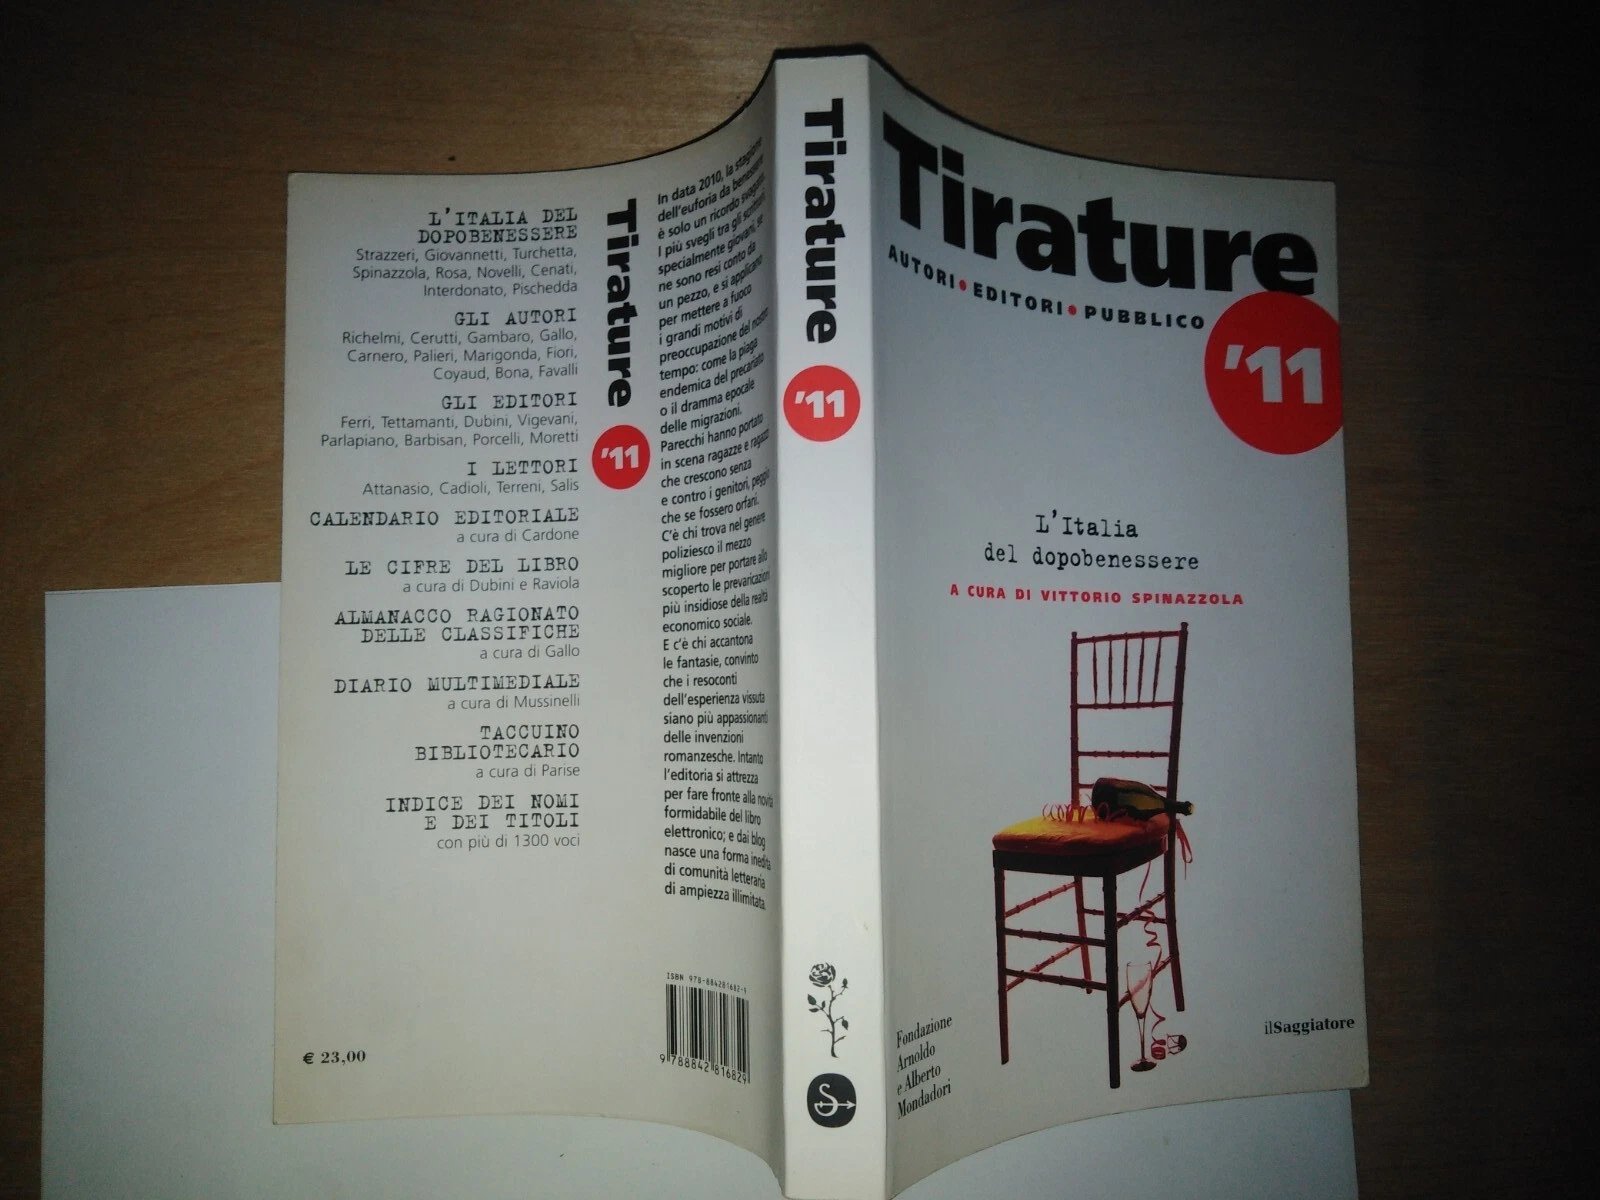 L'ITALIA DEL
DOPOBENESSERE
Strazzeri, Giovannetti, Turchetta,
Spinazzola, Rosa, Novelli, Cenati,
Interdonato, Pischedda
GLI AUTORI
Richelmi, Cerutti, Gambaro, Gallo,
Carnero, Palieri, Marigonda, Fiori,
Coyaud, Bona, Favalli
GLI EDITORI
Ferri, Tettamanti, Dubini, Vigevani,
Parlapiano, Barbisan, Porcelli, Moretti
I LETTORI
Attanasio, Cadioli, Terreni, Salis
CALENDARIO EDITORIALE
a cura di Cardone
LE CIFRE DEL LIBRO
a cura di Dubini e Raviola
ALMANACCO RAGIONATO
DELLE CLASSIFICHE
a cura di Gallo
DIARIO MULTIMEDIALE
a cura di Mussinelli
TACCUINO
BIBLIOTECARIO
a cura di Parise
INDICE DEI NOMI
E DEI TITOLI
con più di 1300 voci
€ 23,00
Tirature
'11
In data 2010, la stagione
dell'euforia da benessere
è solo un ricordo svagato.
I più svegli tra gli scrittori,
specialmente giovani, se
ne sono resi conto da
un pezzo, e si applicano
per mettere a fuoco
i grandi motivi di
preoccupazione del nostro
tempo: come la piaga
endemica del precariato
o il dramma epocale
delle migrazioni.
Parecchi hanno portato
in scena ragazze e ragazzi
che crescono senza
e contro i genitori, peggio
che se fossero orfani.
C'è chi trova nel genere
poliziesco il mezzo
migliore per portare allo
scoperto le prevaricazioni
più insidiose della realtà
economico sociale.
E c'è chi accantona
le fantasie, convinto
che i resoconti
dell'esperienza vissuta
siano più appassionanti
delle invenzioni
romanzesche. Intanto
l'editoria si attrezza
per fare fronte alla novità
formidabile del libro
elettronico; e dai blog
nasce una forma inedita
di comunità letteraria
di ampiezza illimitata.
ISBN 978-884281682-9
9 788842 816829
Tirature
'11
Tirature
AUTORI • EDITORI • PUBBLICO
'11
L'Italia
del dopobenessere
A CURA DI VITTORIO SPINAZZOLA
Fondazione
Arnoldo
e Alberto
Mondadori
ilSaggiatore